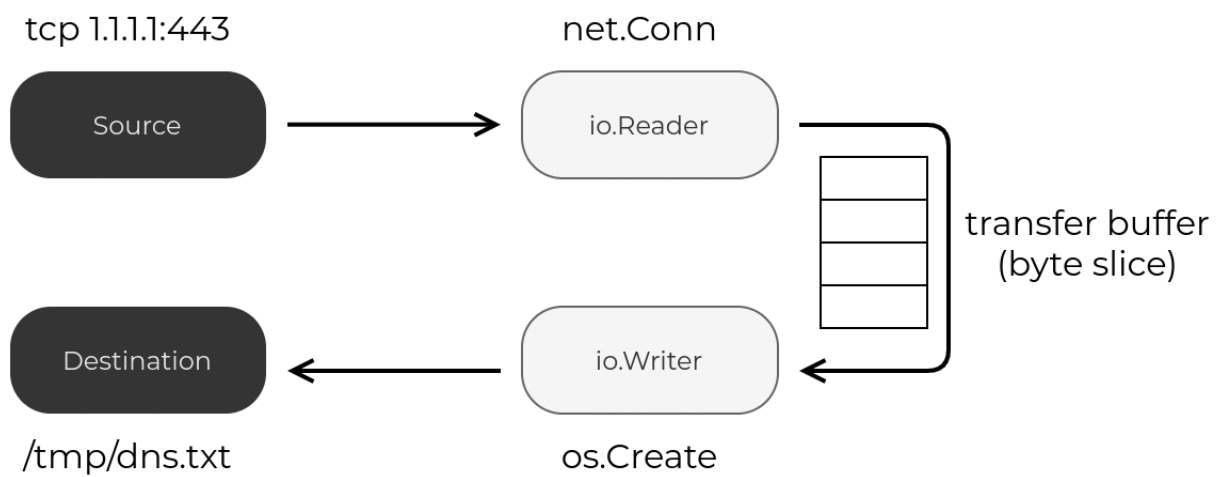 tcp 1.1.1.1:443
net.Conn
Source
io.Reader
transfer buffer
(byte slice)
Destination
io.Writer
/tmp/dns.txt
os.Create